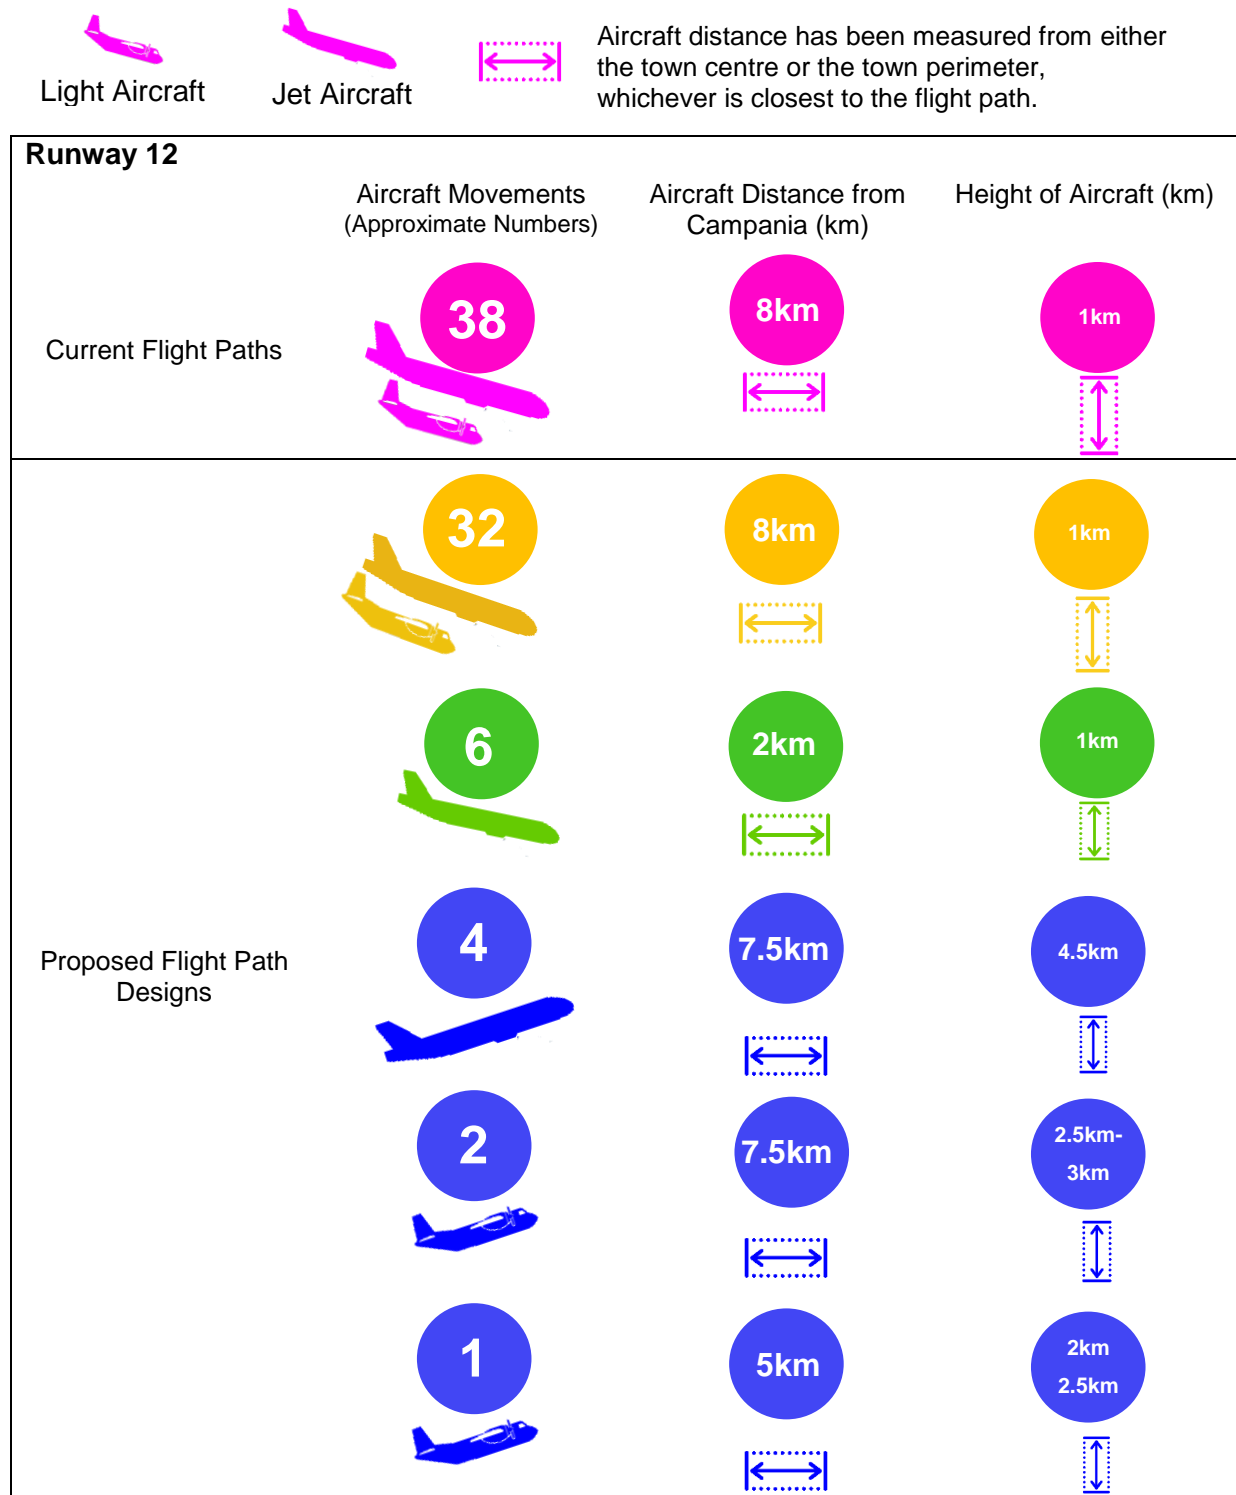 Light Aircraft
Jet Aircraft
Aircraft distance has been measured from either
the town centre or the town perimeter,
whichever is closest to the flight path.
Runway 12
Aircraft Movements
(Approximate Numbers)
Aircraft Distance from
Campania (km)
Height of Aircraft (km)
Current Flight Paths
38
8km
1km
Proposed Flight Path
Designs
32
8km
1km
6
2km
1km
4
7.5km
4.5km
2
7.5km
2.5km-
3km
1
5km
2km
2.5km